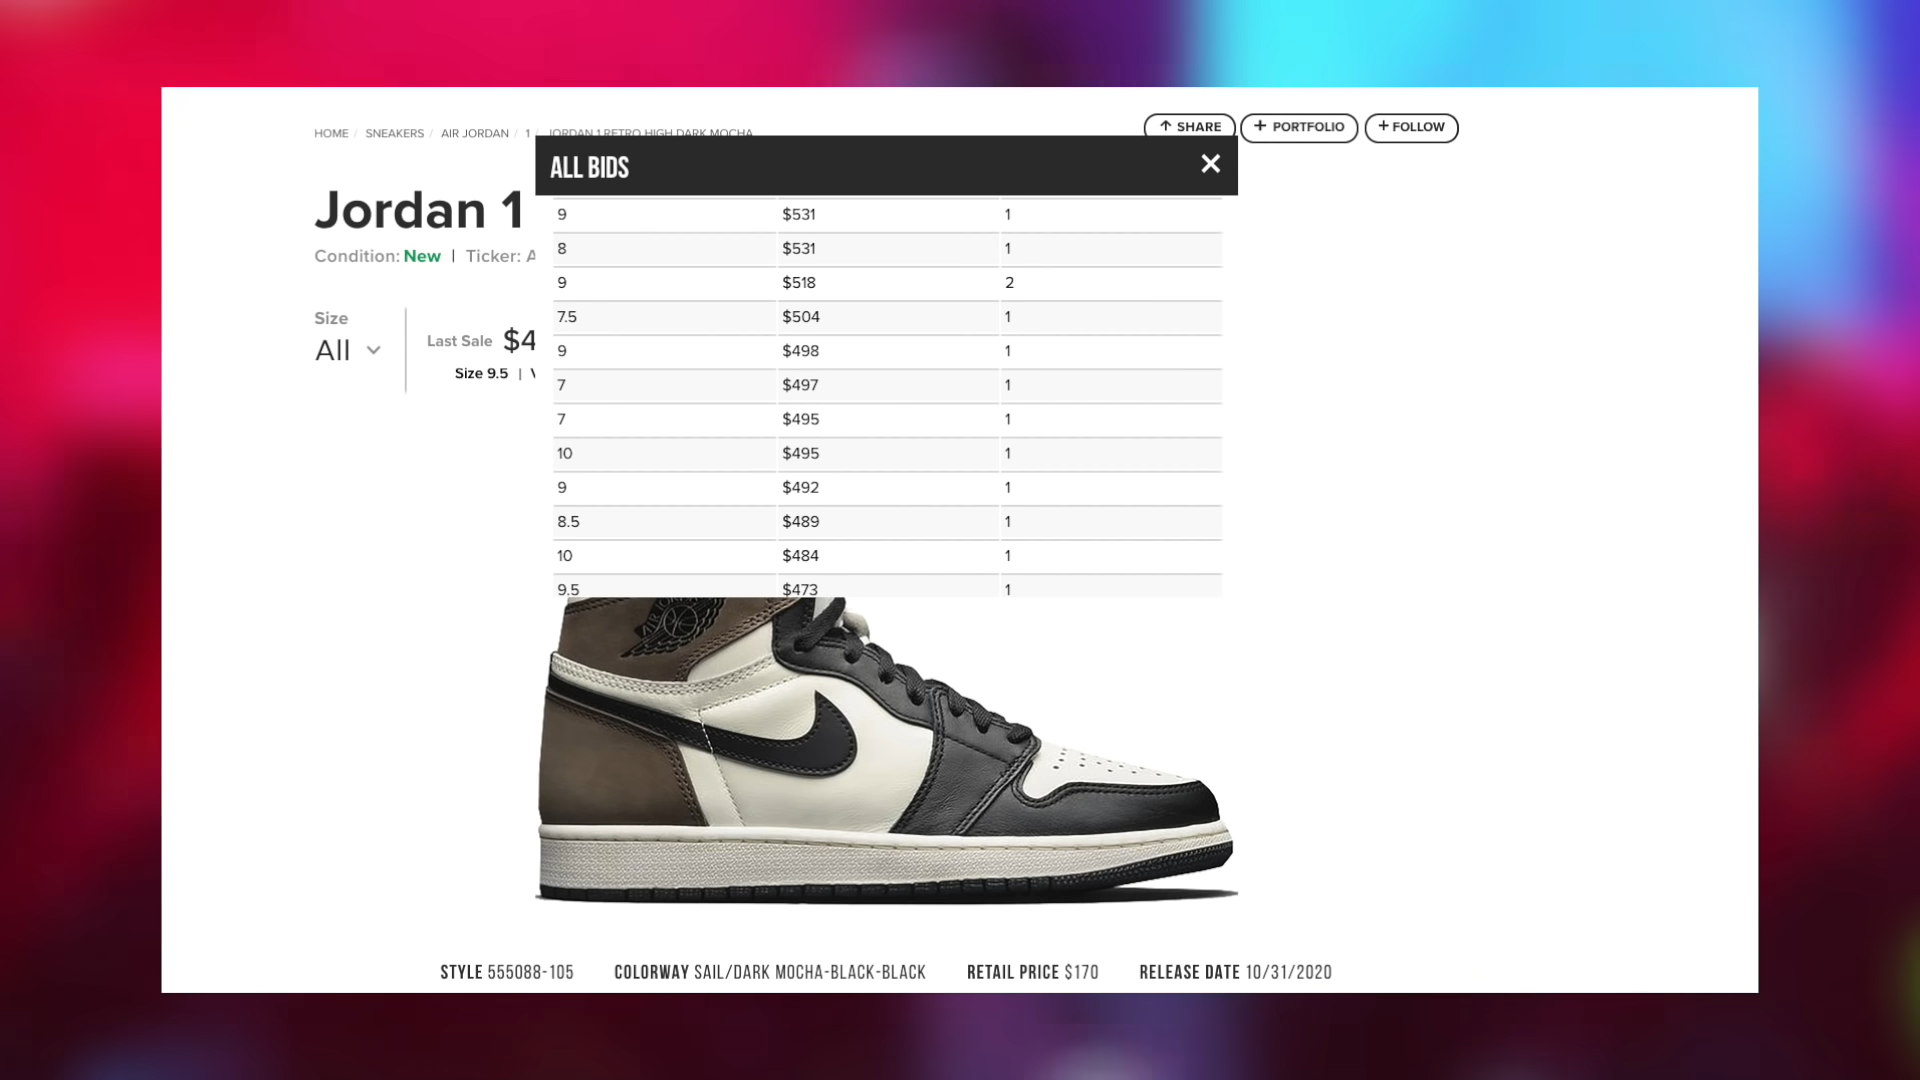 HOME / SNEAKERS / AIR JORDAN / 1 / JORDAN 1 RETRO HIGH DARK MOCHA
SHARE
+ PORTFOLIO
+ FOLLOW
ALL BIDS
Jordan 1
Condition: New | Ticker: A
Size
All
Last Sale $4
Size 9.5 |
9 $531 1
8 $531 1
9 $518 2
7.5 $504 1
9 $498 1
7 $497 1
7 $495 1
10 $495 1
9 $492 1
8.5 $489 1
10 $484 1
9.5 $473 1
STYLE 555088-105 COLORWAY SAIL/DARK MOCHA-BLACK-BLACK RETAIL PRICE $170 RELEASE DATE 10/31/2020